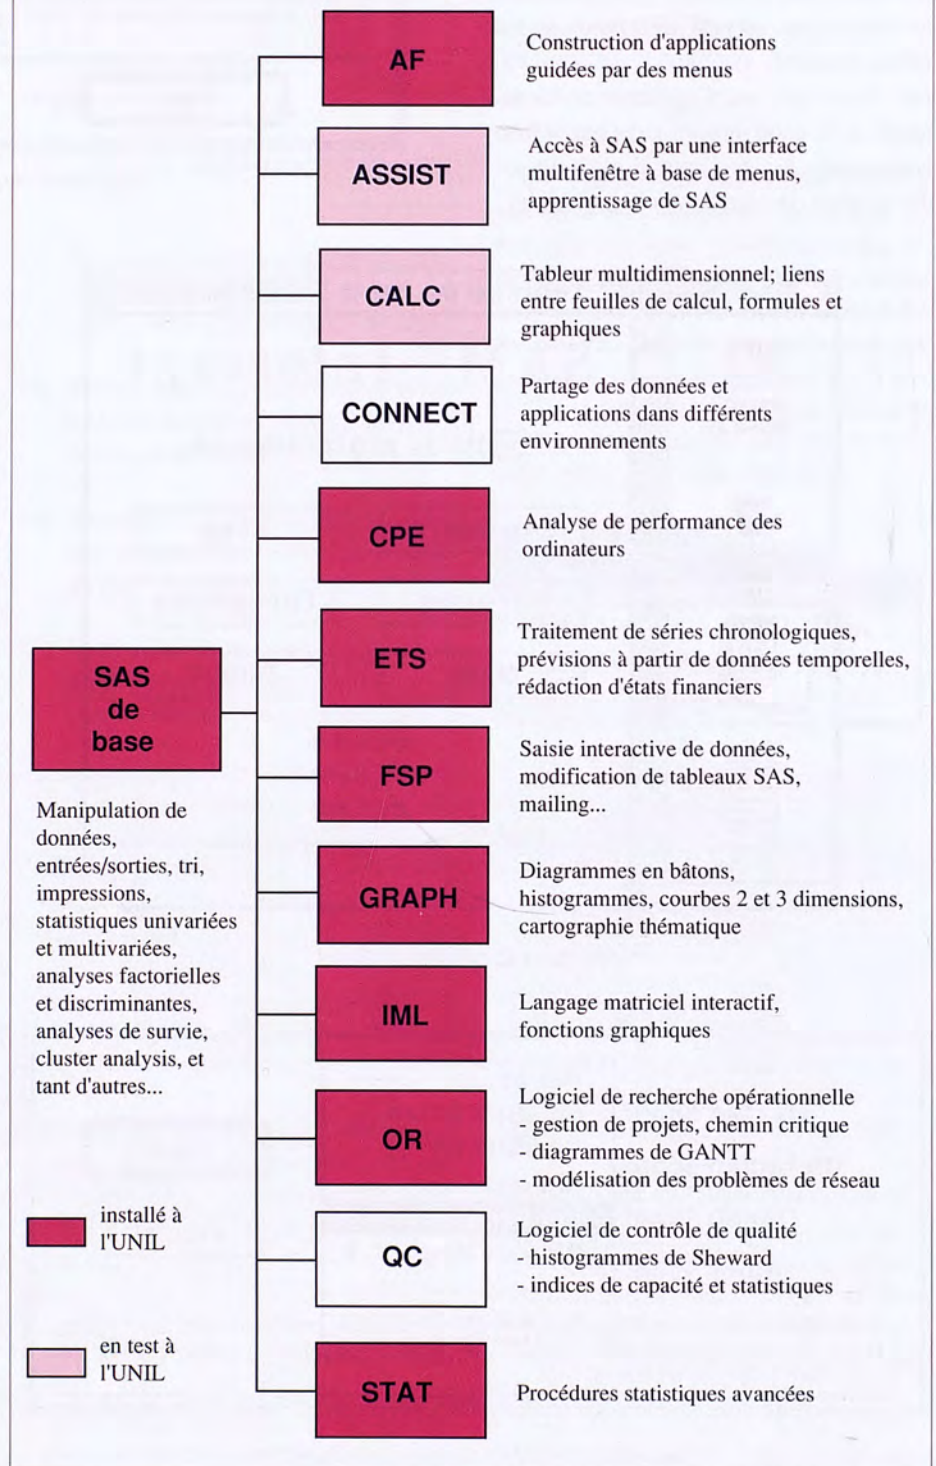 AF
Construction d'applications
guidées par des menus
ASSIST
Accès à SAS par une interface
multifenêtre à base de menus,
apprentissage de SAS
CALC
Tableur multidimensionnel; liens
entre feuilles de calcul, formules et
graphiques
CONNECT
Partage des données et
applications dans différents
environnements
CPE
Analyse de performance des
ordinateurs
ETS
Traitement de séries chronologiques,
prévisions à partir de données temporelles,
rédaction d'états financiers
SAS
de
base
FSP
Saisie interactive de données,
modification de tableaux SAS,
mailing...
Manipulation de
données,
entrées/sorties, tri,
impressions,
statistiques univariées
et multivariées,
analyses factorielles
et discriminantes,
analyses de survie,
cluster analysis, et
tant d'autres...
GRAPH
Diagrammes en bâtons,
histogrammes, courbes 2 et 3 dimensions,
cartographie thématique
IML
Langage matriciel interactif,
fonctions graphiques
OR
Logiciel de recherche opérationnelle
- gestion de projets, chemin critique
- diagrammes de GANTT
- modélisation des problèmes de réseau
installé à
l'UNIL
QC
Logiciel de contrôle de qualité
- histogrammes de Sheward
- indices de capacité et statistiques
en test à
l'UNIL
STAT
Procédures statistiques avancées